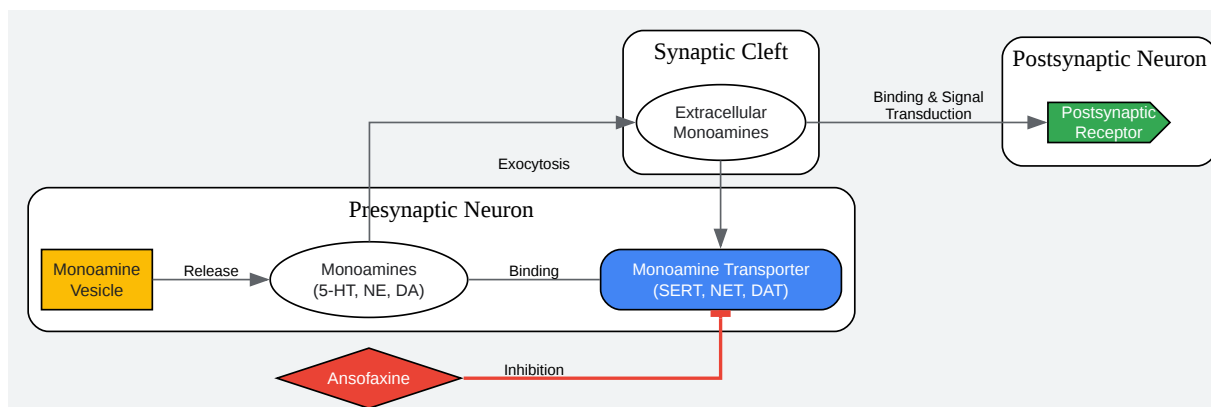 Synaptic Cleft
Postsynaptic Neuron
Extracellular
Monoamines
Binding & Signal
Transduction
Postsynaptic
Receptor
Exocytosis
Presynaptic Neuron
Monoamine
Vesicle
Release
Monoamines
(5-HT, NE, DA)
Binding
Monoamine Transporter
(SERT, NET, DAT)
Ansofaxine
Inhibition